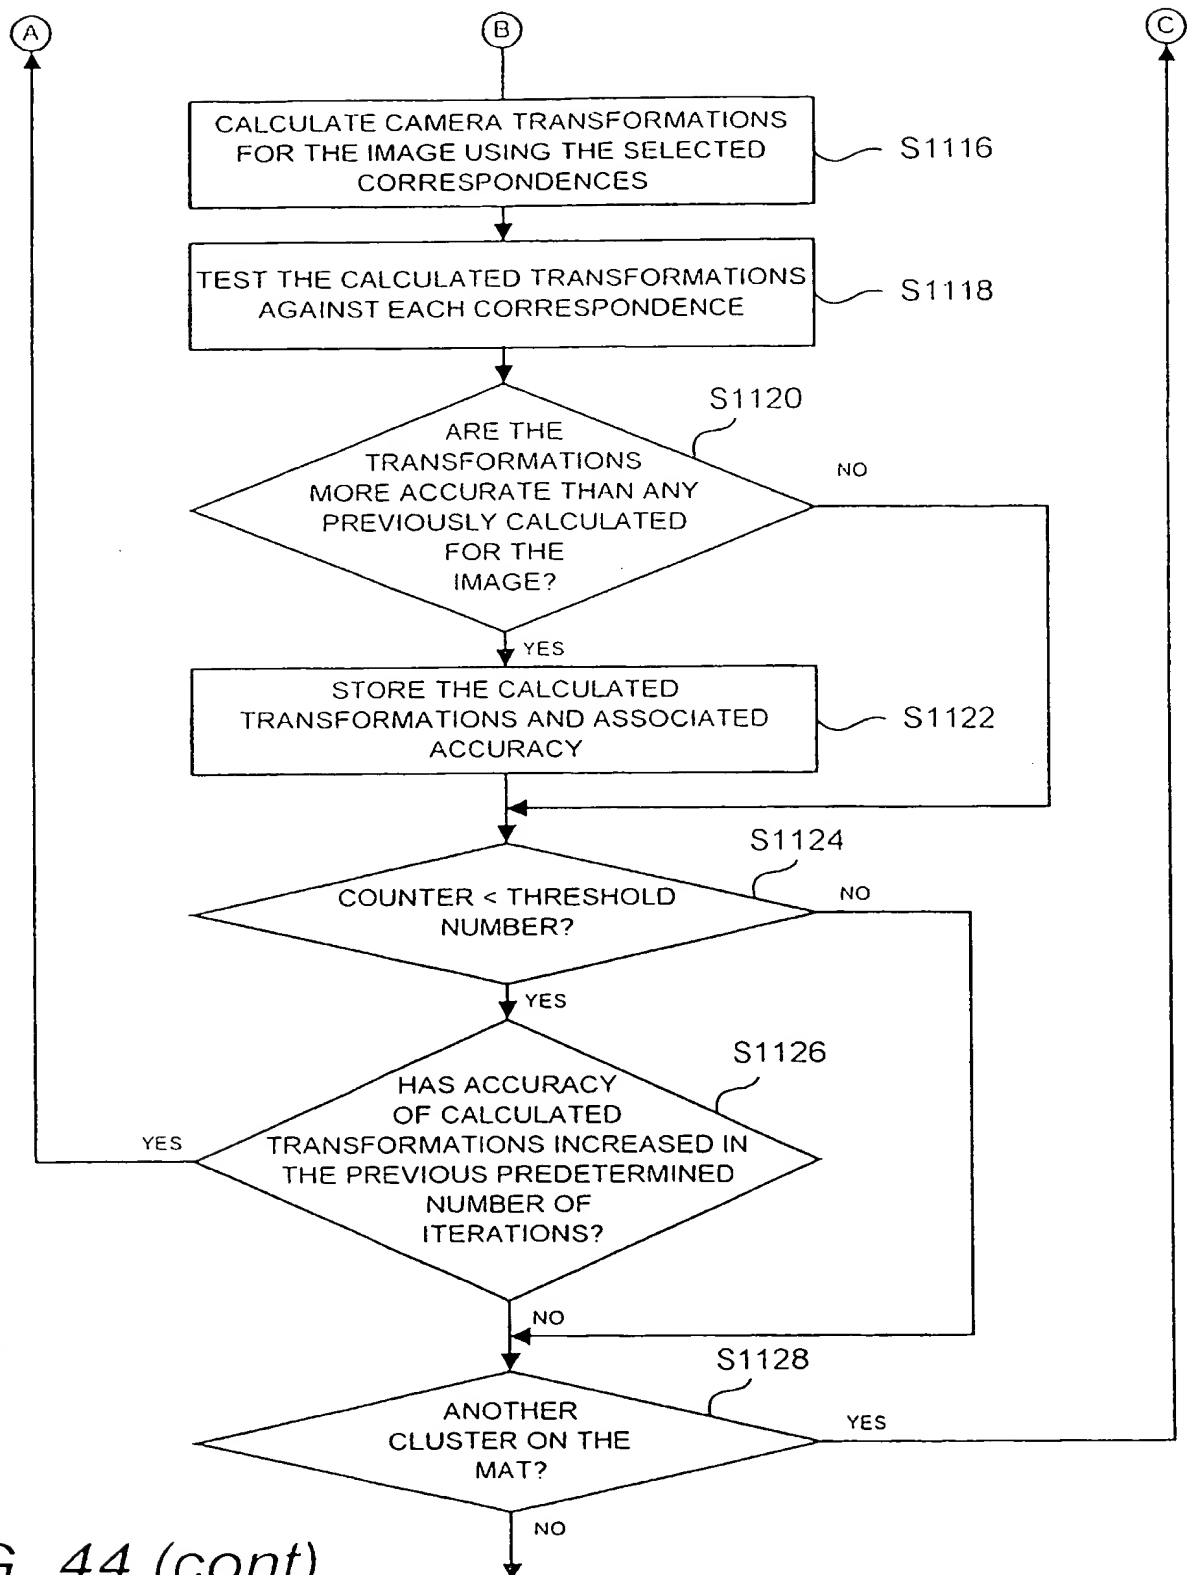 A
B
C
CALCULATE CAMERA TRANSFORMATIONS
FOR THE IMAGE USING THE SELECTED
CORRESPONDENCES
S1116
TEST THE CALCULATED TRANSFORMATIONS
AGAINST EACH CORRESPONDENCE
S1118
S1120
ARE THE
TRANSFORMATIONS
MORE ACCURATE THAN ANY
PREVIOUSLY CALCULATED
FOR THE
IMAGE?
NO
YES
STORE THE CALCULATED
TRANSFORMATIONS AND ASSOCIATED
ACCURACY
S1122
S1124
COUNTER < THRESHOLD
NUMBER?
NO
YES
S1126
HAS ACCURACY
OF CALCULATED
TRANSFORMATIONS INCREASED IN
THE PREVIOUS PREDETERMINED
NUMBER OF
ITERATIONS?
YES
NO
S1128
ANOTHER
CLUSTER ON THE
MAT?
YES
NO
G. 44 (cont)